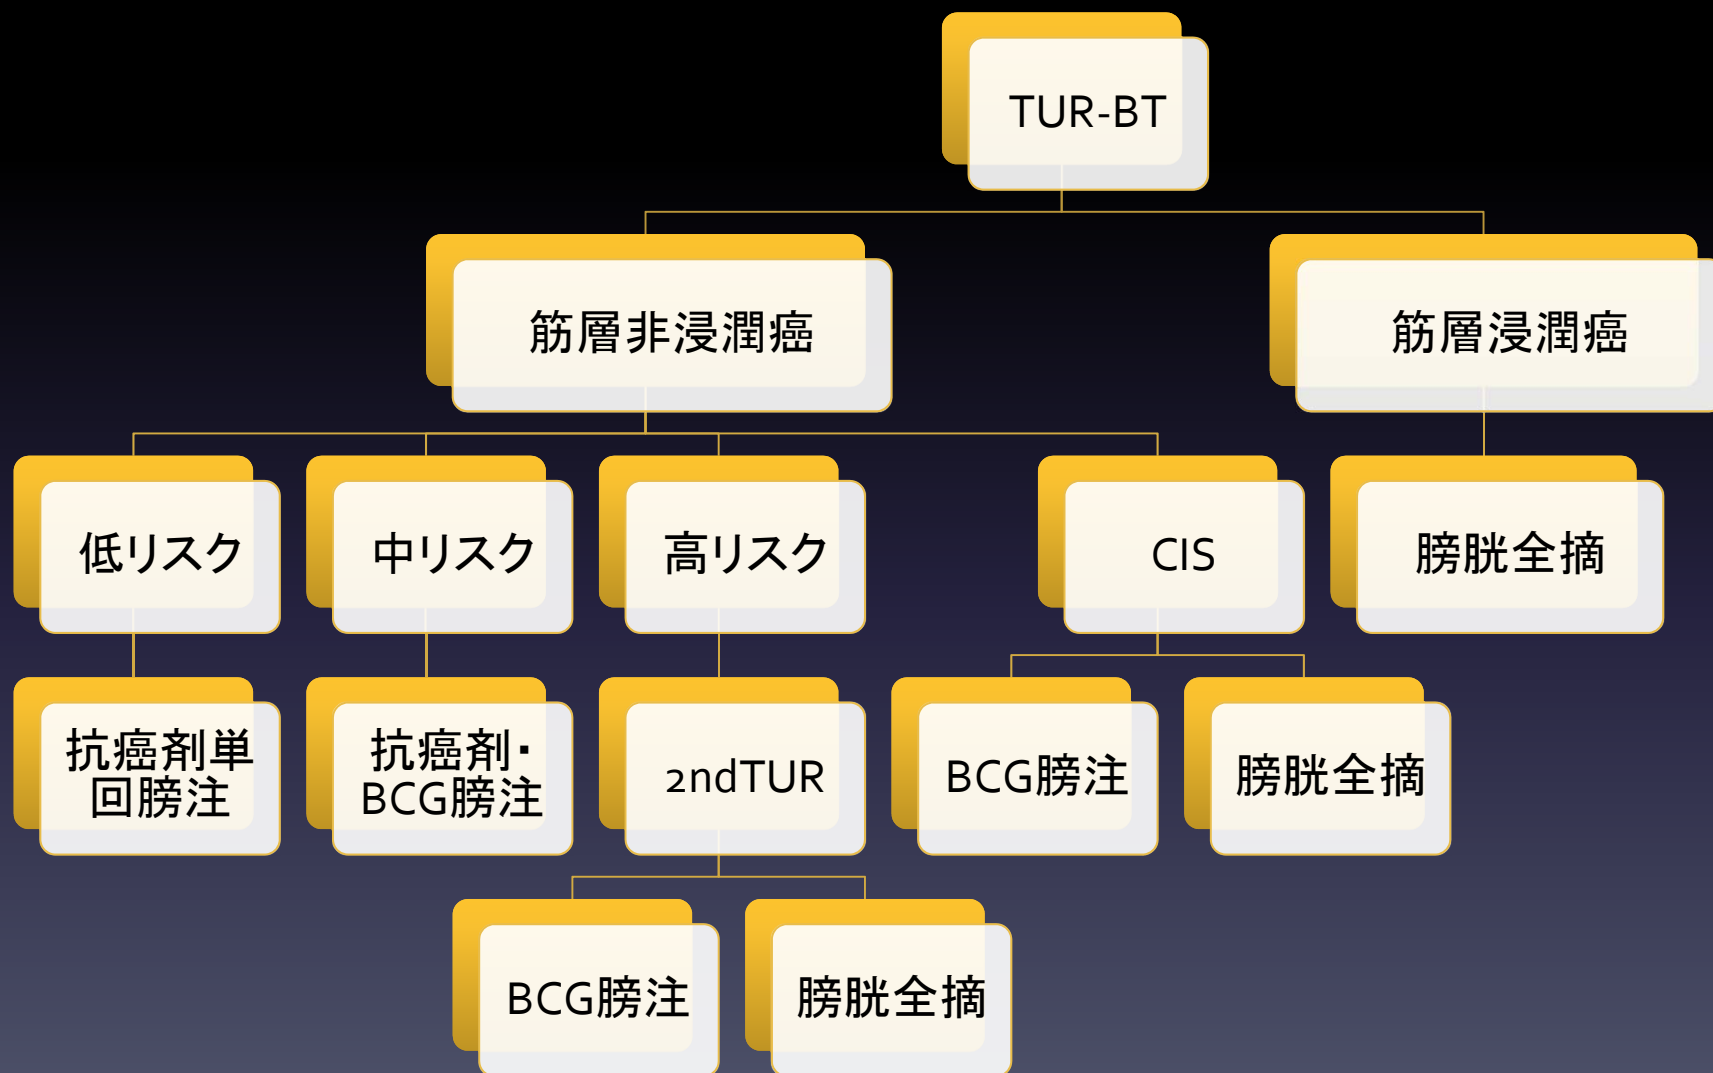 TUR-BT
筋層非浸潤癌
筋層浸潤癌
低リスク
中リスク
高リスク
CIS
膀胱全摘
抗癌剤単
回膀注
抗癌剤・
BCG膀注
2ndTUR
BCG膀注
膀胱全摘
BCG膀注
膀胱全摘